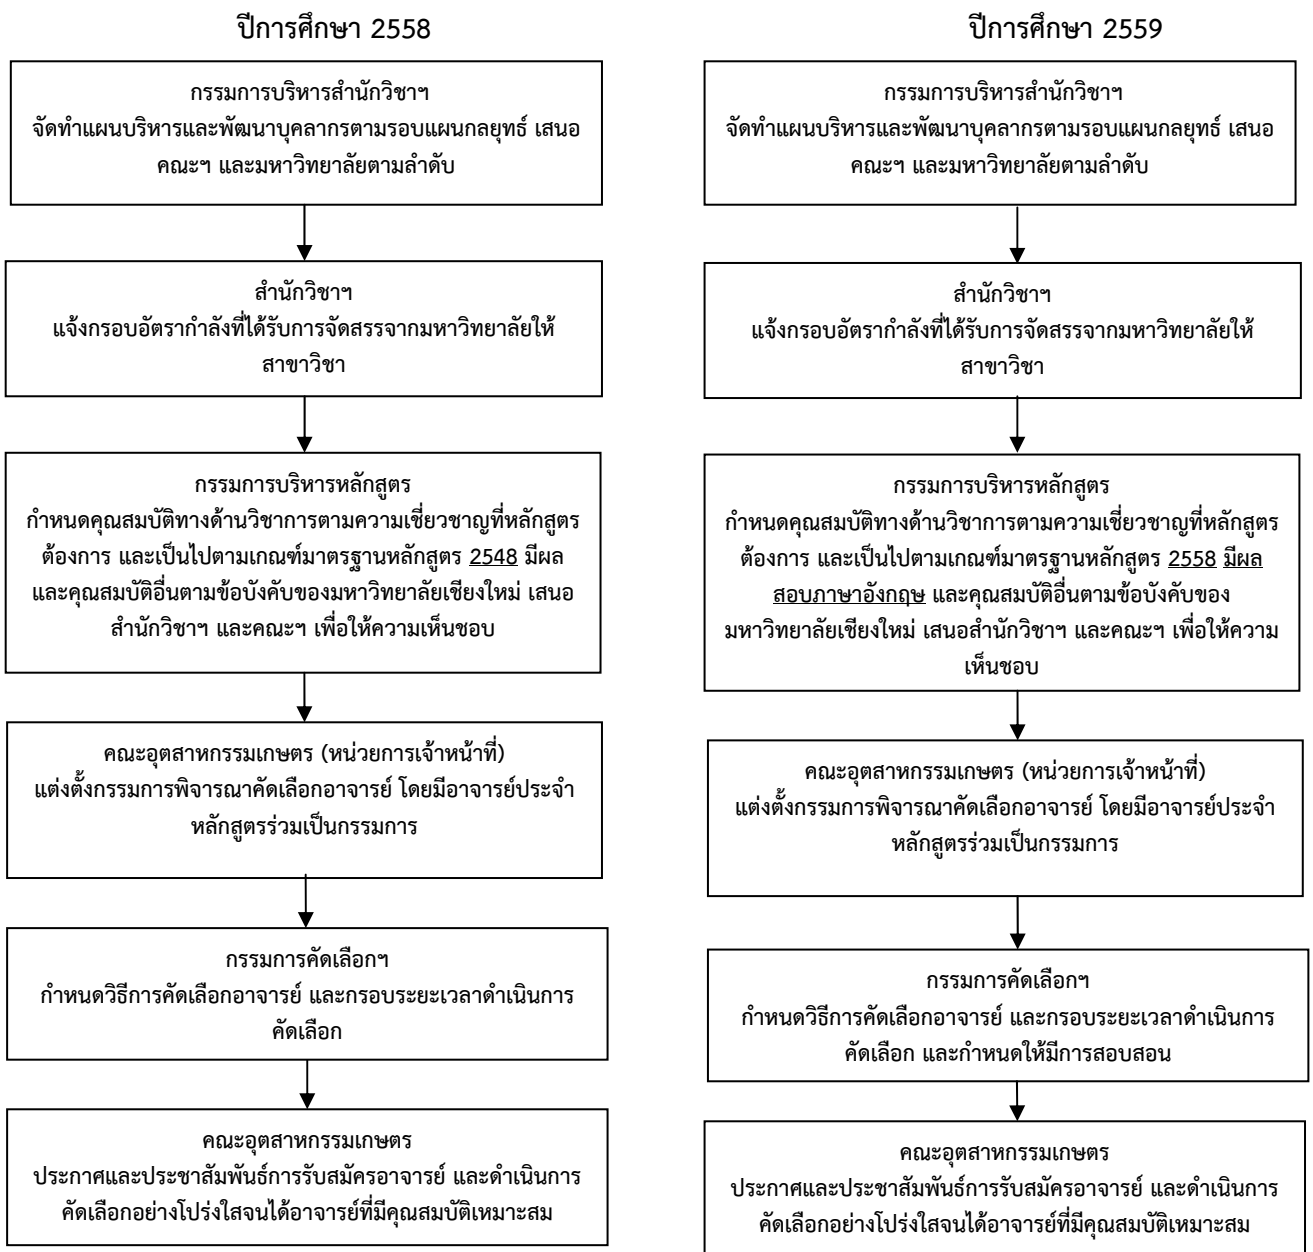 ปีการศึกษา 2558
กรรมการบริหารสำนักวิชาฯ
จัดทำแผนบริหารและพัฒนาบุคลากรตามรอบแผนกลยุทธ์ เสนอ
คณะฯ และมหาวิทยาลัยตามลำดับ
สำนักวิชาฯ
แจ้งกรอบอัตรากำลังที่ได้รับการจัดสรรจากมหาวิทยาลัยให้
สาขาวิชา
กรรมการบริหารหลักสูตร
กำหนดคุณสมบัติทางด้านวิชาการตามความเชี่ยวชาญที่หลักสูตร
ต้องการ และเป็นไปตามเกณฑ์มาตรฐานหลักสูตร 2548 มีผล
และคุณสมบัติอื่นตามข้อบังคับของมหาวิทยาลัยเชียงใหม่ เสนอ
สำนักวิชาฯ และคณะฯ เพื่อให้ความเห็นชอบ
คณะอุตสาหกรรมเกษตร (หน่วยการเจ้าหน้าที่)
แต่งตั้งกรรมการพิจารณาคัดเลือกอาจารย์ โดยมีอาจารย์ประจำ
หลักสูตรร่วมเป็นกรรมการ
กรรมการคัดเลือกฯ
กำหนดวิธีการคัดเลือกอาจารย์ และกรอบระยะเวลาดำเนินการ
คัดเลือก
คณะอุตสาหกรรมเกษตร
ประกาศและประชาสัมพันธ์การรับสมัครอาจารย์ และดำเนินการ
คัดเลือกอย่างโปร่งใสจนได้อาจารย์ที่มีคุณสมบัติเหมาะสม
ปีการศึกษา 2559
กรรมการบริหารสำนักวิชาฯ
จัดทำแผนบริหารและพัฒนาบุคลากรตามรอบแผนกลยุทธ์ เสนอ
คณะฯ และมหาวิทยาลัยตามลำดับ
สำนักวิชาฯ
แจ้งกรอบอัตรากำลังที่ได้รับการจัดสรรจากมหาวิทยาลัยให้
สาขาวิชา
กรรมการบริหารหลักสูตร
กำหนดคุณสมบัติทางด้านวิชาการตามความเชี่ยวชาญที่หลักสูตร
ต้องการ และเป็นไปตามเกณฑ์มาตรฐานหลักสูตร 2558 มีผล
สอบภาษาอังกฤษ และคุณสมบัติอื่นตามข้อบังคับของ
มหาวิทยาลัยเชียงใหม่ เสนอสำนักวิชาฯ และคณะฯ เพื่อให้ความ
เห็นชอบ
คณะอุตสาหกรรมเกษตร (หน่วยการเจ้าหน้าที่)
แต่งตั้งกรรมการพิจารณาคัดเลือกอาจารย์ โดยมีอาจารย์ประจำ
หลักสูตรร่วมเป็นกรรมการ
กรรมการคัดเลือกฯ
กำหนดวิธีการคัดเลือกอาจารย์ และกรอบระยะเวลาดำเนินการ
คัดเลือก และกำหนดให้มีการสอบสอน
คณะอุตสาหกรรมเกษตร
ประกาศและประชาสัมพันธ์การรับสมัครอาจารย์ และดำเนินการ
คัดเลือกอย่างโปร่งใสจนได้อาจารย์ที่มีคุณสมบัติเหมาะสม